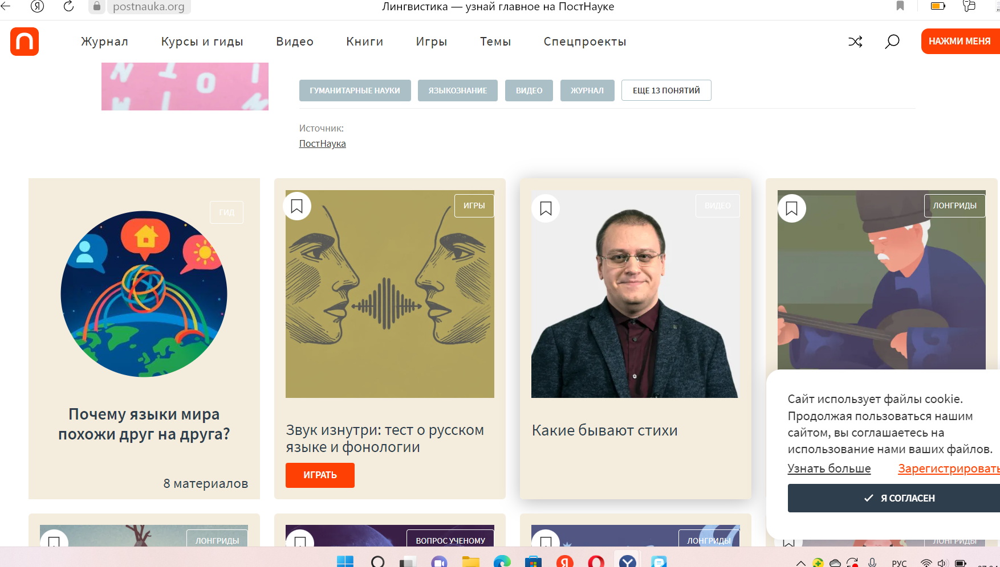 postnauka.org
Лингвистика — узнай главное на ПостНауке
Журнал
Курсы и гиды
Видео
Книги
Игры
Темы
Спецпроекты
НАЖМИ МЕНЯ
ГУМАНИТАРНЫЕ НАУКИ
ЯЗЫКОЗНАНИЕ
ВИДЕО
ЖУРНАЛ
ЕЩЕ 13 ПОНЯТИЙ
Источник:
ПостНаука
ГИД
Почему языки мира
похожи друг на друга?
8 материалов
ИГРЫ
Звук изнутри: тест о русском
языке и фонологии
ИГРАТЬ
ВИДЕО
Какие бывают стихи
ЛОНГРИДЫ
Сайт использует файлы cookie.
Продолжая пользоваться нашим
сайтом, вы соглашаетесь на
использование нами ваших файлов.
Узнать больше
Зарегистрировать
Я СОГЛАСЕН
ЛОНГРИДЫ
ВОПРОС УЧЕНОМУ
ЛОНГРИДЫ
ЛОНГРИДЫ
РУС